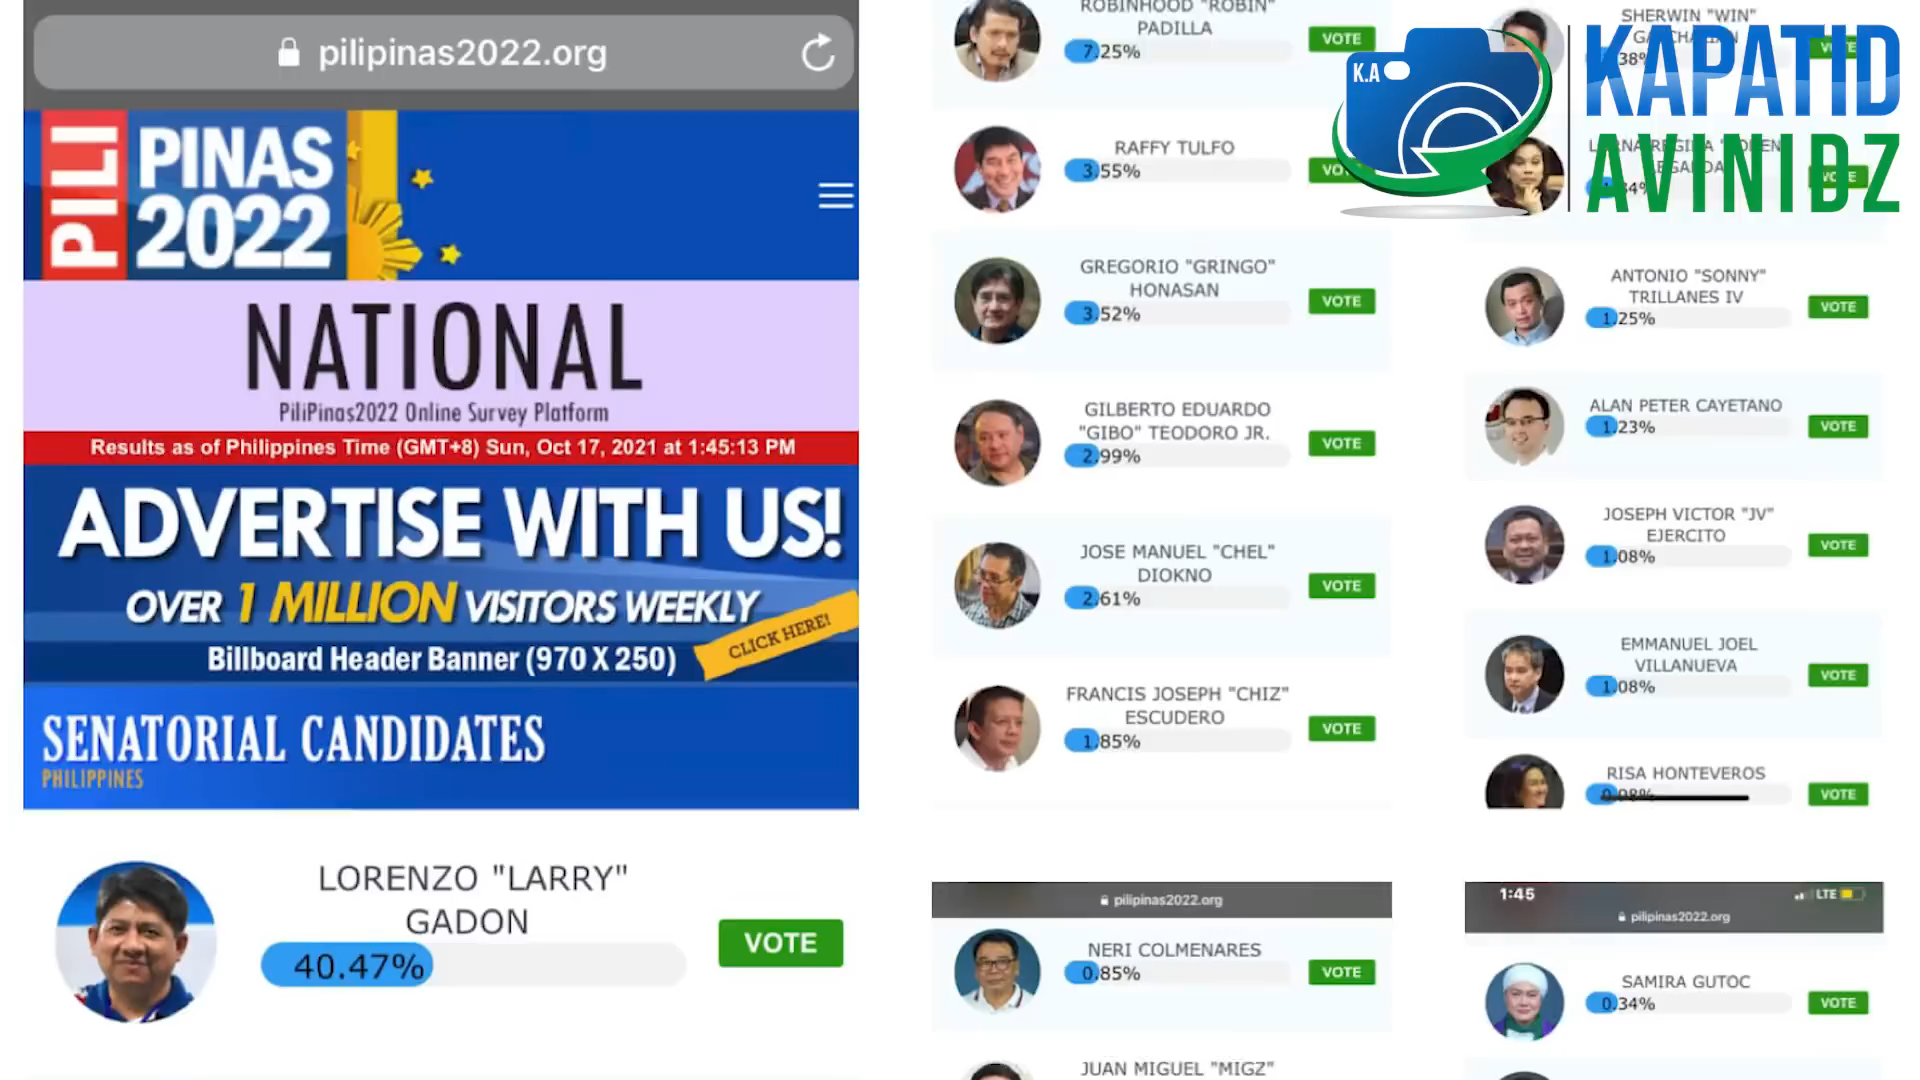 pilipinas2022.org
PILI
PINAS
2022
NATIONAL
PiliPinas2022 Online Survey Platform
Results as of Philippines Time (GMT+8) Sun, Oct 17, 2021 at 1:45:13 PM
ADVERTISE WITH US!
OVER 1 MILLION VISITORS WEEKLY
CLICK HERE!
Billboard Header Banner (970 X 250)
SENATORIAL CANDIDATES
PHILIPPINES
LORENZO "LARRY"
GADON
40.47%
VOTE
ROBINHOOD "ROBIN"
PADILLA
7.25%
VOTE
RAFFY TULFO
3.55%
GREGORIO "GRINGO"
HONASAN
3.52%
VOTE
GILBERTO EDUARDO
"GIBO" TEODORO JR.
2.99%
VOTE
JOSE MANUEL "CHEL"
DIOKNO
2.61%
VOTE
FRANCIS JOSEPH "CHIZ"
ESCUDERO
1.85%
VOTE
pilipinas2022.org
NERI COLMENARES
0.85%
VOTE
JUAN MIGUEL "MIGZ"
K.A
KAPATID
AVINIDZ
SHERWIN "WIN"
ANTONIO "SONNY"
TRILLANES IV
1.25%
VOTE
ALAN PETER CAYETANO
1.23%
VOTE
JOSEPH VICTOR "JV"
EJERCITO
1.08%
VOTE
EMMANUEL JOEL
VILLANUEVA
1.08%
VOTE
RISA HONTEVEROS
0.98%
VOTE
1:45
LTE
pilipinas2022.org
SAMIRA GUTOC
0.34%
VOTE